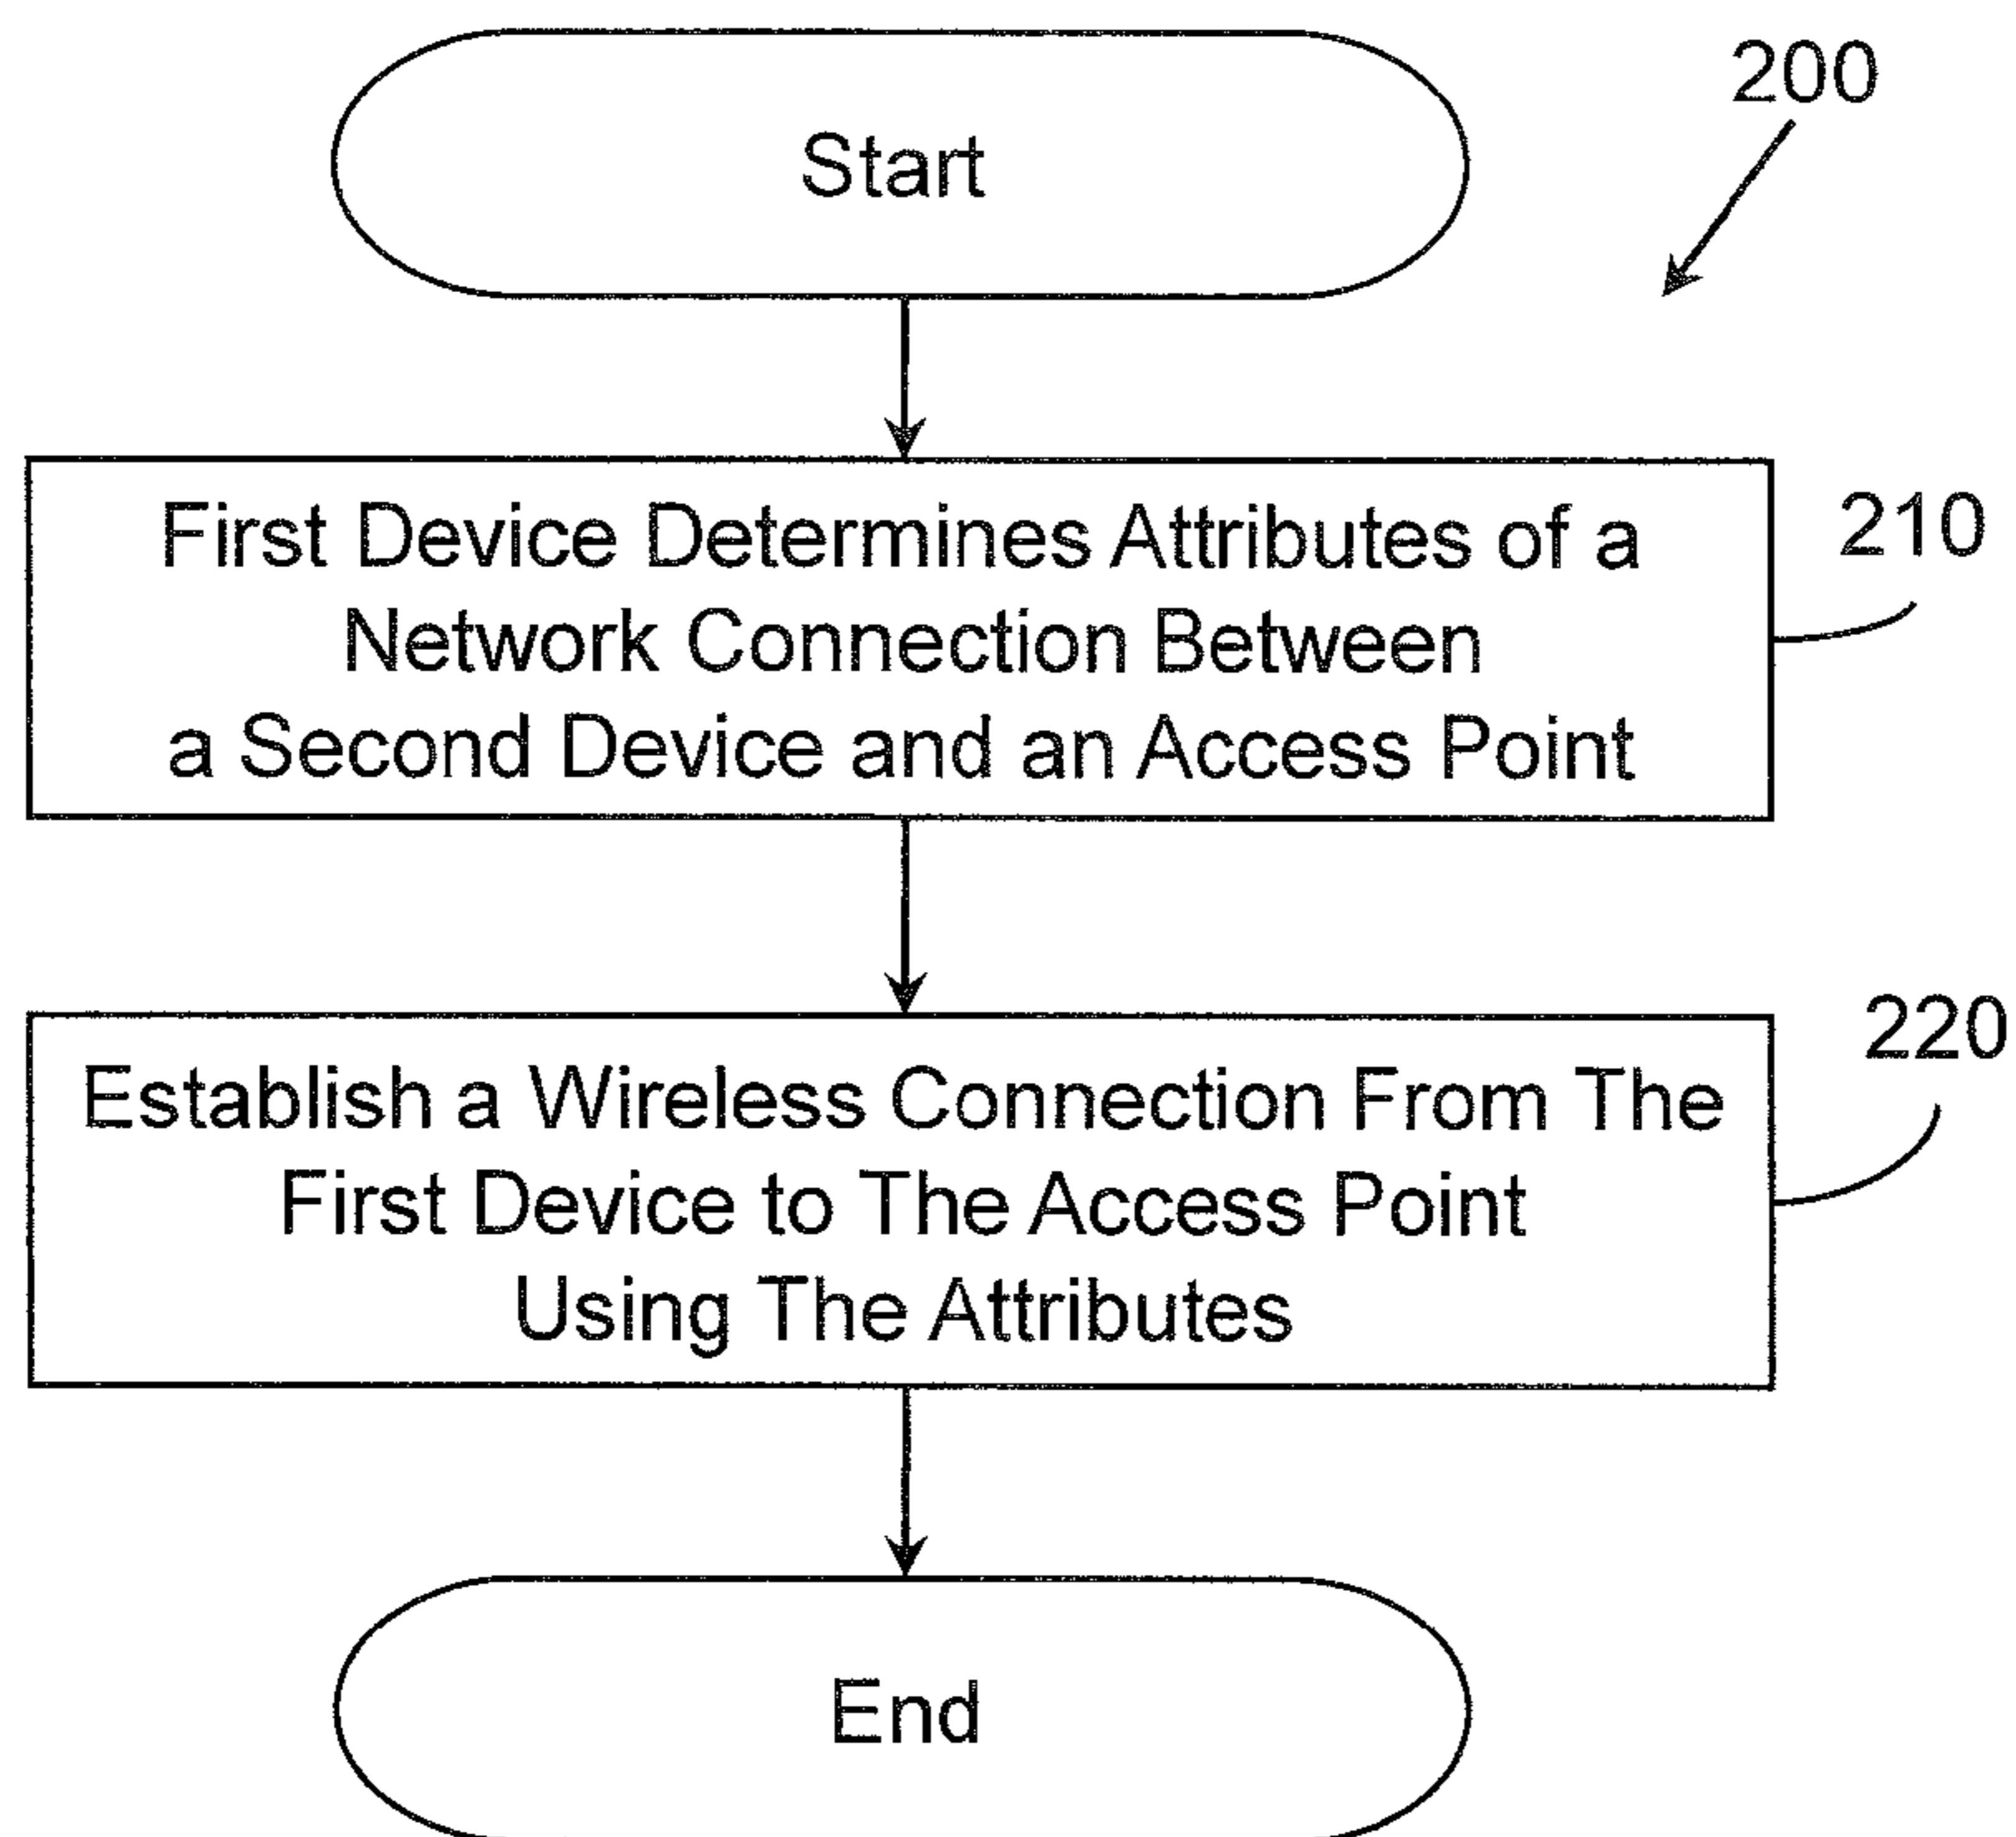 200
Start
First Device Determines Attributes of a
Network Connection Between
a Second Device and an Access Point
210
Establish a Wireless Connection From The
First Device to The Access Point
Using The Attributes
220
End